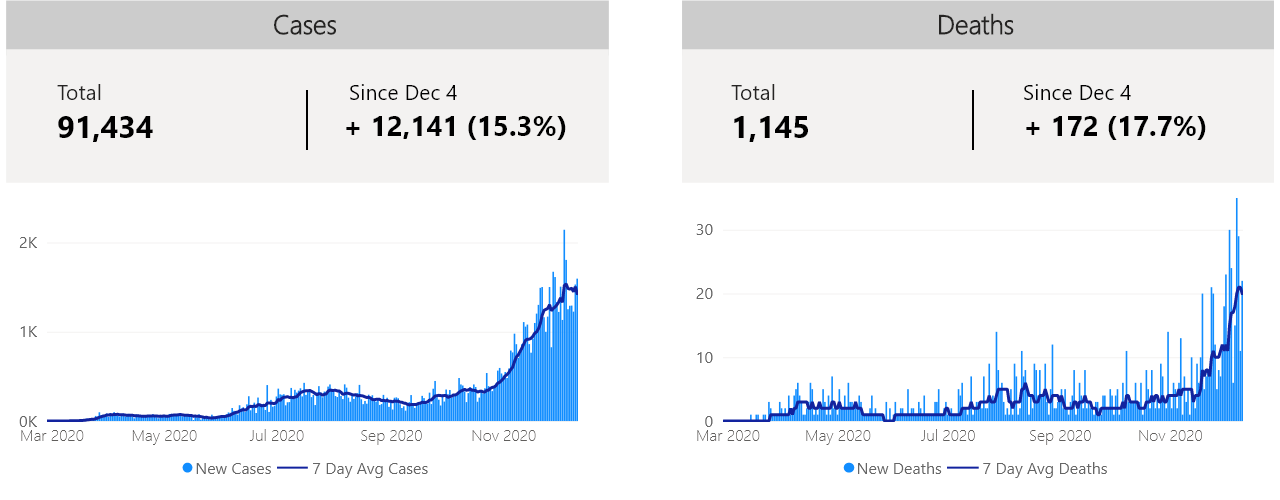 Cases
Total
91,434
Since Dec 4
+ 12,141 (15.3%)
2K
1K
0K
Mar 2020 May 2020 Jul 2020 Sep 2020 Nov 2020
New Cases 7 Day Avg Cases
Deaths
Total
1,145
Since Dec 4
+ 172 (17.7%)
30
20
10
0
Mar 2020 May 2020 Jul 2020 Sep 2020 Nov 2020
New Deaths 7 Day Avg Deaths